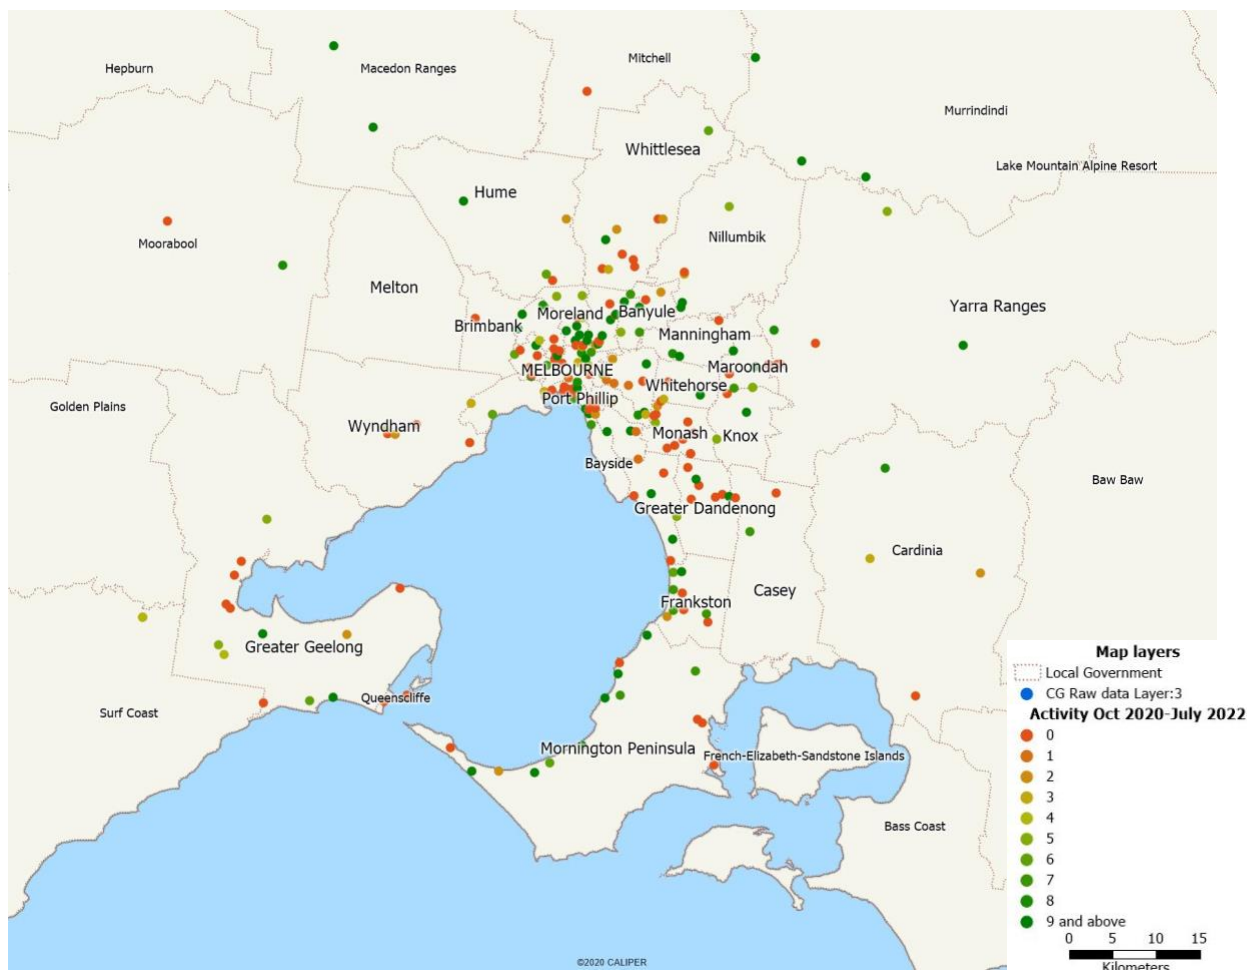 Mitchell
Hepburn
Macedon Ranges
Murrindindi
Whittlesea
Lake Mountain Alpine Resort
Hume
Nillumbik
Moorabool
Melton
Yarra Ranges
Banyule
Moreland
Brimbank
Manningham
Maroondah
MELBOURNE
Whitehorse
Port Phillip
Golden Plains
Wyndham
Monash
Knox
Bayside
Baw Baw
Greater Dandenong
Cardinia
Casey
Frankston
Greater Geelong
Queenscliffe
Surf Coast
Mornington Peninsula
French-Elizabeth-Sandstone Islands
Bass Coast
Map layers
Local Government
CG Raw data Layer:3
Activity Oct 2020-July 2022
0
1
2
3
4
5
6
7
8
9 and above
0 5 10 15
Kilometers
©2020 CALIPER